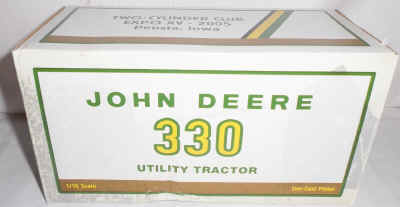 TWO-CYLINDER CLUB
EXPO XV - 2005
Peosta, Iowa
JOHN DEERE
330
UTILITY TRACTOR
1/16 Scale
Die-Cast Metal